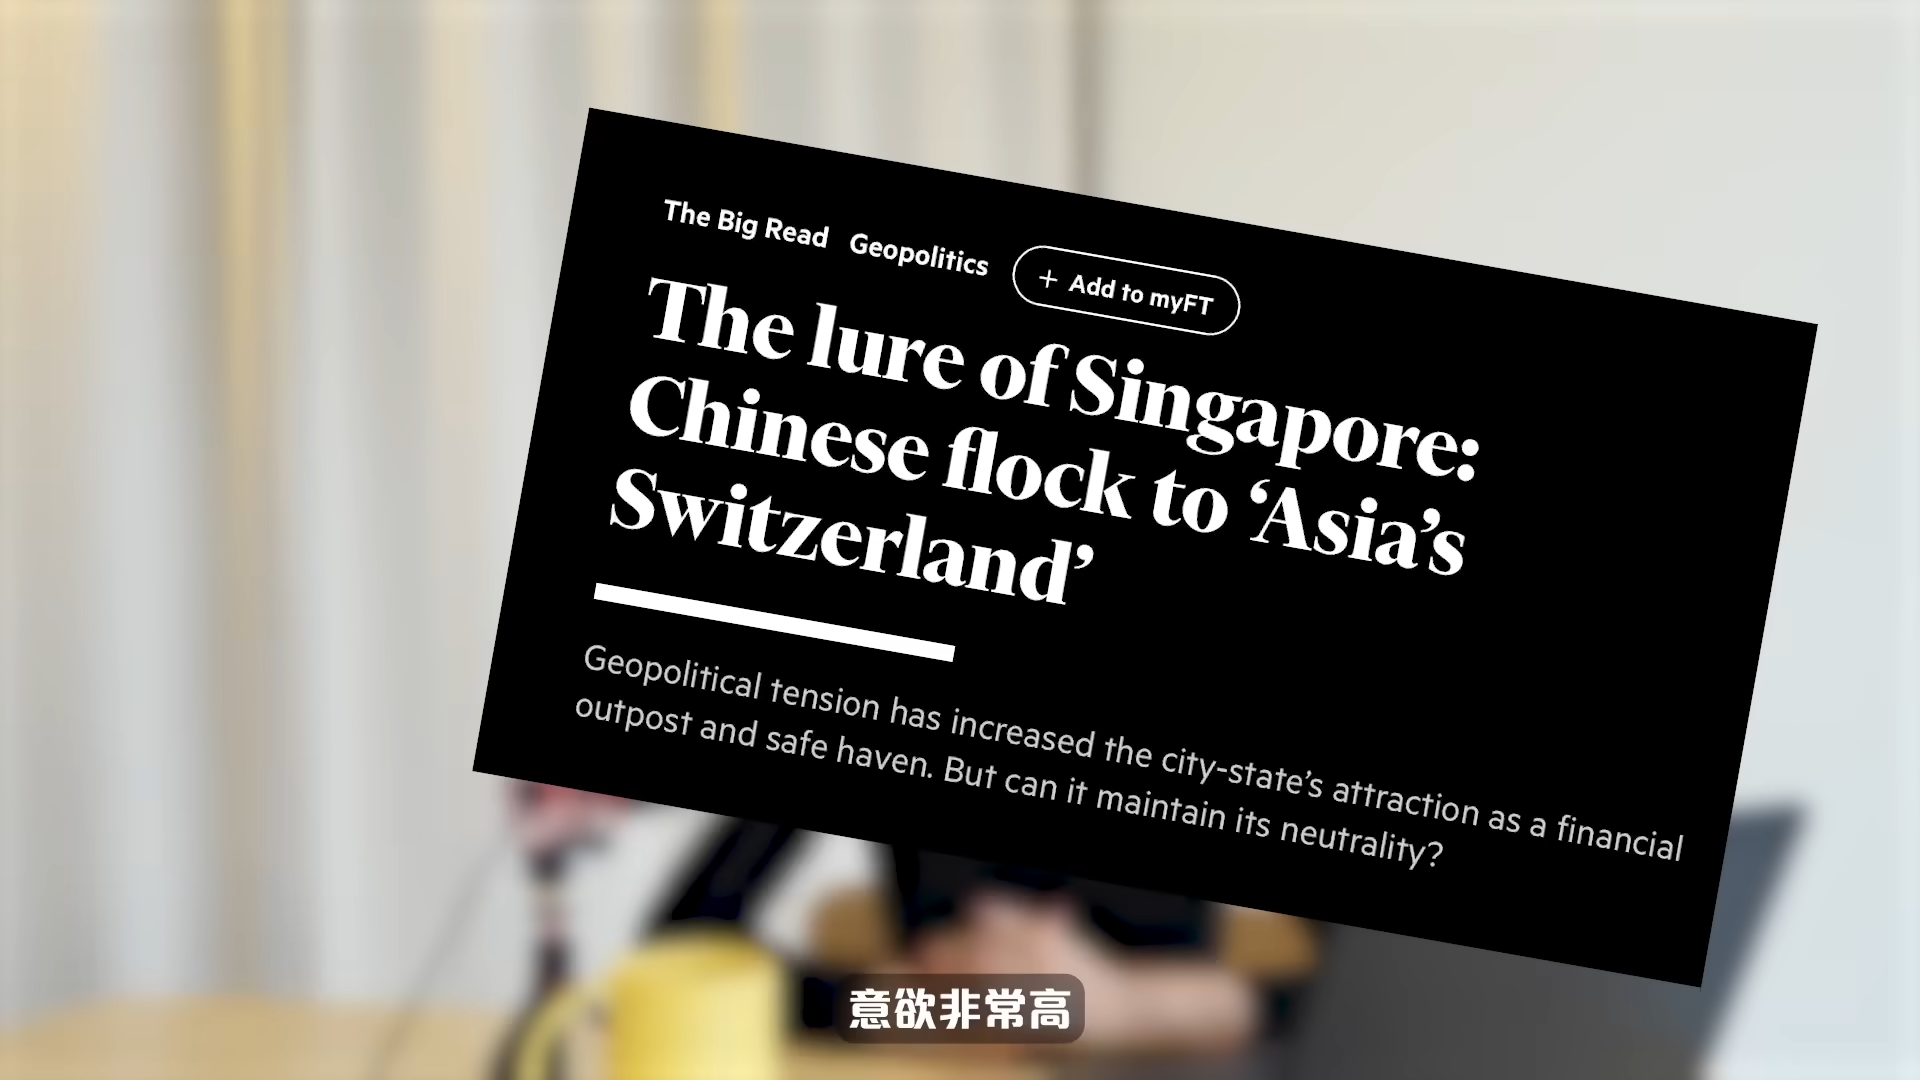 The Big Read Geopolitics + Add to myFT
The lure of Singapore:
Chinese flock to ‘Asia’s
Switzerland’
Geopolitical tension has increased the city-state’s attraction as a financial
outpost and safe haven. But can it maintain its neutrality?
意欲非常高